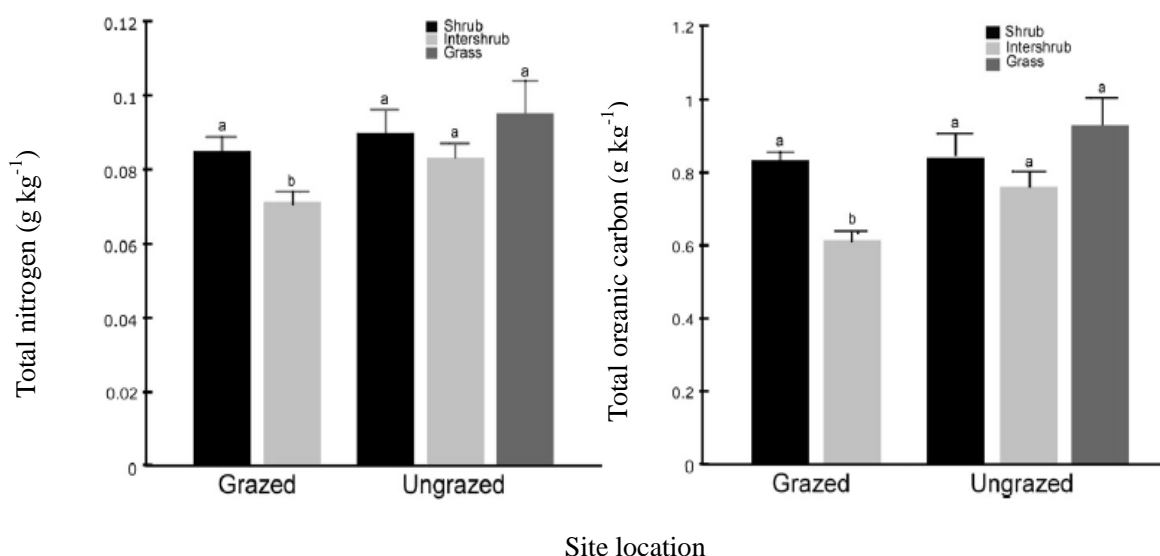 Total nitrogen (g kg⁻¹)
0.12
0.1
0.08
0.06
0.04
0.02
0
Shrub
Intershrub
Grass
a
b
a
a
a
Grazed
Ungrazed
Total organic carbon (g kg⁻¹)
1.2
1
0.8
0.6
0.4
0.2
0
Shrub
Intershrub
Grass
a
b
a
a
a
Grazed
Ungrazed
Site location